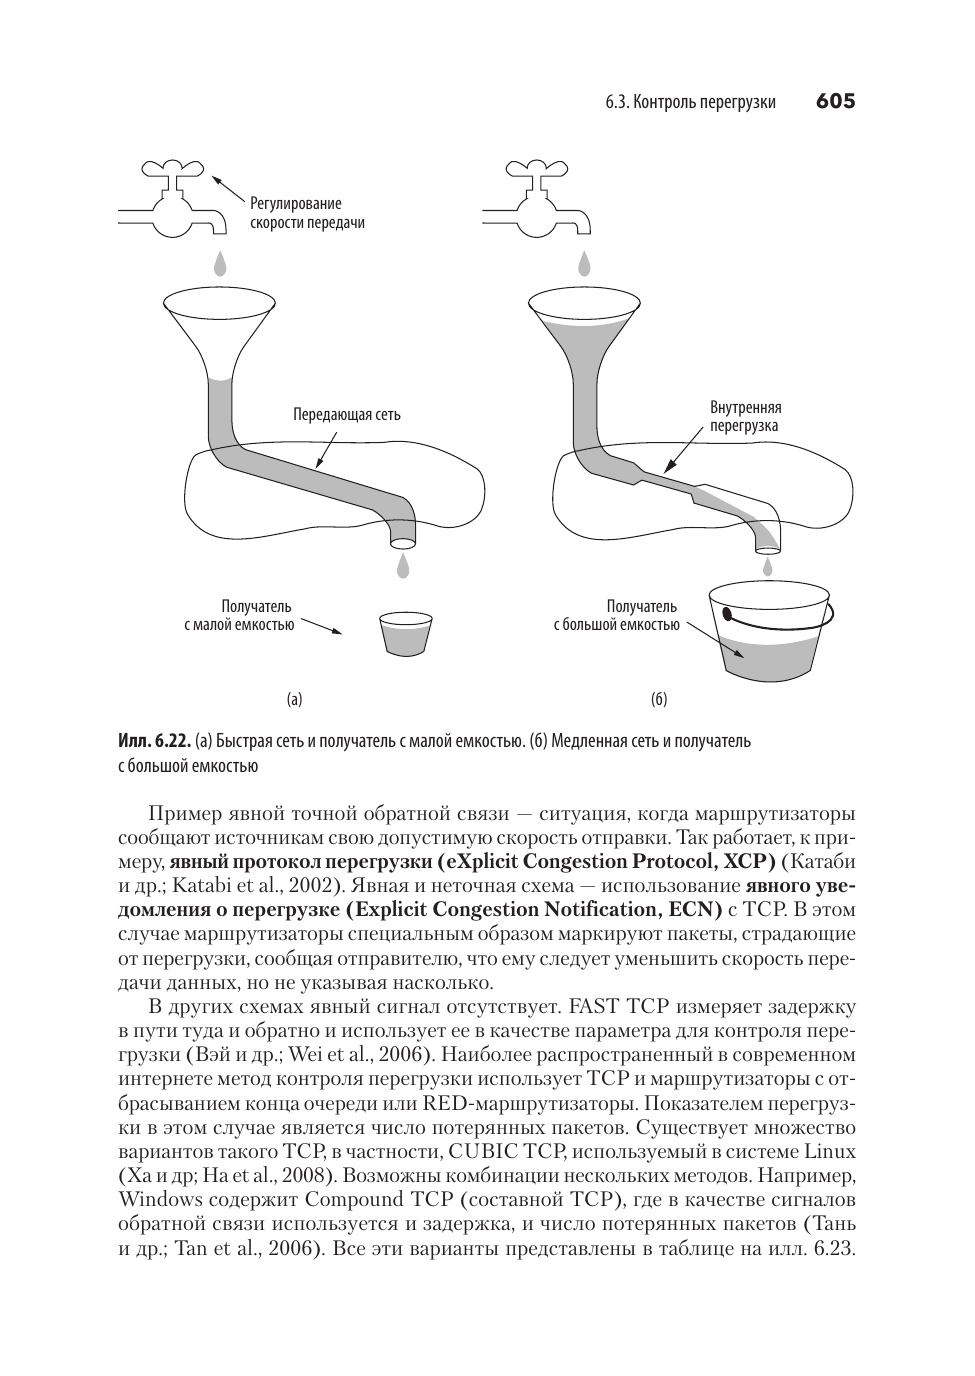 6.3. Контроль перегрузки 605
Регулирование
скорости передачи
Передающая сеть
Внутренняя
перегрузка
Получатель
с малой емкостью
Получатель
с большой емкостью
(а)
(б)
Илл. 6.22. (а) Быстрая сеть и получатель с малой емкостью. (б) Медленная сеть и получатель
с большой емкостью
Пример явной точной обратной связи — ситуация, когда маршрутизаторы
сообщают источникам свою допустимую скорость отправки. Так работает, к при-
меру, явный протокол перегрузки (eXplicit Congestion Protocol, XCP) (Катаби
и др.; Katabi et al., 2002). Явная и неточная схема — использование явного уве-
домления о перегрузке (Explicit Congestion Notification, ECN) с TCP. В этом
случае маршрутизаторы специальным образом маркируют пакеты, страдающие
от перегрузки, сообщая отправителю, что ему следует уменьшить скорость пере-
дачи данных, но не указывая насколько.
В других схемах явный сигнал отсутствует. FAST TCP измеряет задержку
в пути туда и обратно и использует ее в качестве параметра для контроля пере-
грузки (Вэй и др.; Wei et al., 2006). Наиболее распространенный в современном
интернете метод контроля перегрузки использует TCP и маршрутизаторы с от-
брасыванием конца очереди или RED-маршрутизаторы. Показателем перегруз-
ки в этом случае является число потерянных пакетов. Существует множество
вариантов такого TCP, в частности, CUBIC TCP, используемый в системе Linux
(Ха и др; Ha et al., 2008). Возможны комбинации нескольких методов. Например,
Windows содержит Compound TCP (составной TCP), где в качестве сигналов
обратной связи используется и задержка, и число потерянных пакетов (Тань
и др.; Tan et al., 2006). Все эти варианты представлены в таблице на илл. 6.23.